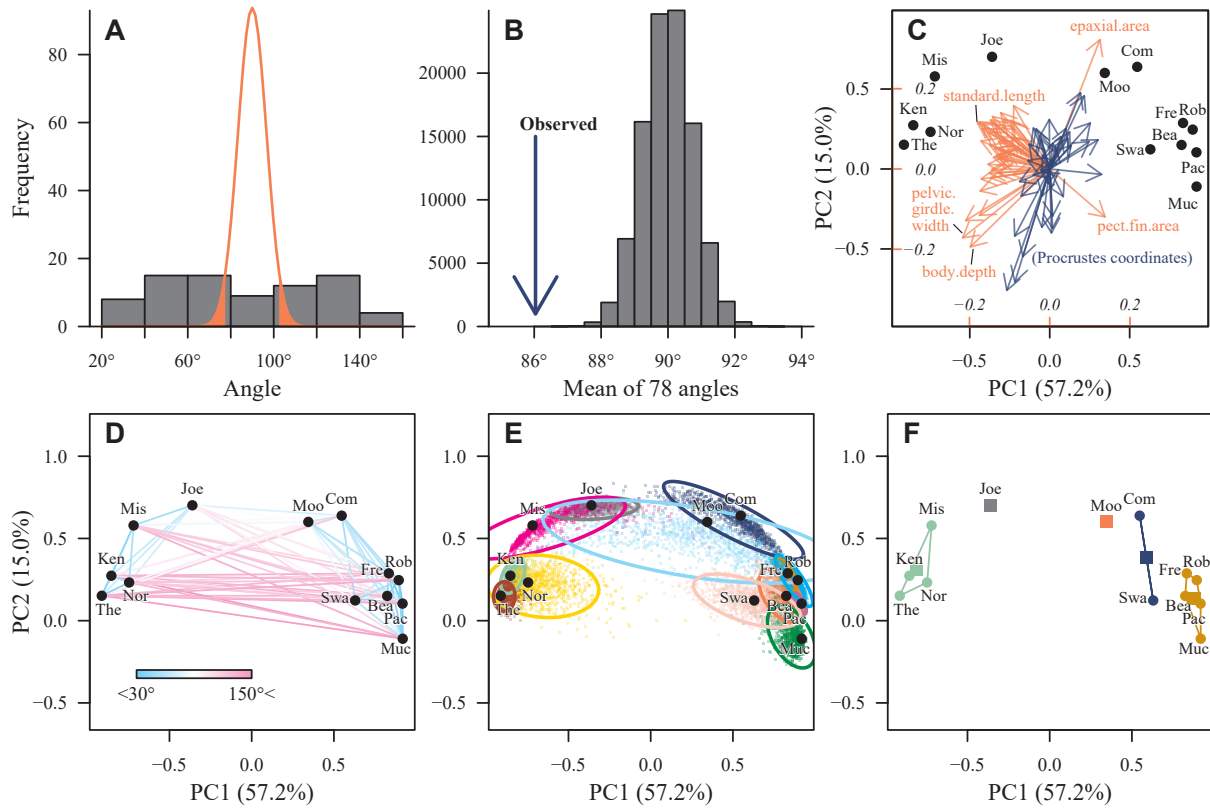 A
Frequency
80
60
40
20
0
20
60°
100°
140°
Angle
B
20000
15000
10000
5000
0
Observed
86°
88°
90°
92°
94°
Mean of 78 angles
C
epaxial.area
Joe
Com
Mis
Moo
0.5
0.2
standard.length
Ken
Fre
Rob
Nor
Bea
The
Swa
0.0
0.0
Pac
pelvic.
girdle.
width
Muc
pect.fin.area
−0.5
−0.2
body.depth
(Procrustes coordinates)
−0.2
0.0
0.2
PC2 (15.0%)
−0.5
0.0
0.5
PC1 (57.2%)
D
1.0
0.5
0.0
−0.5
PC2 (15.0%)
Joe
Com
Mis
Moo
Ken
Fre
Rob
Nor
Swa
Bea
The
Pac
Muc
<30°
150°<
−0.5
0.0
0.5
PC1 (57.2%)
E
1.0
0.5
0.0
−0.5
Joe
Com
Mis
Moo
Ken
Fre
Rob
Nor
Swa
Bea
The
Pac
Muc
−0.5
0.0
0.5
PC1 (57.2%)
F
1.0
0.5
0.0
−0.5
Joe
Com
Mis
Moo
Ken
Fre
Rob
Nor
Swa
Bea
The
Pac
Muc
−0.5
0.0
0.5
PC1 (57.2%)